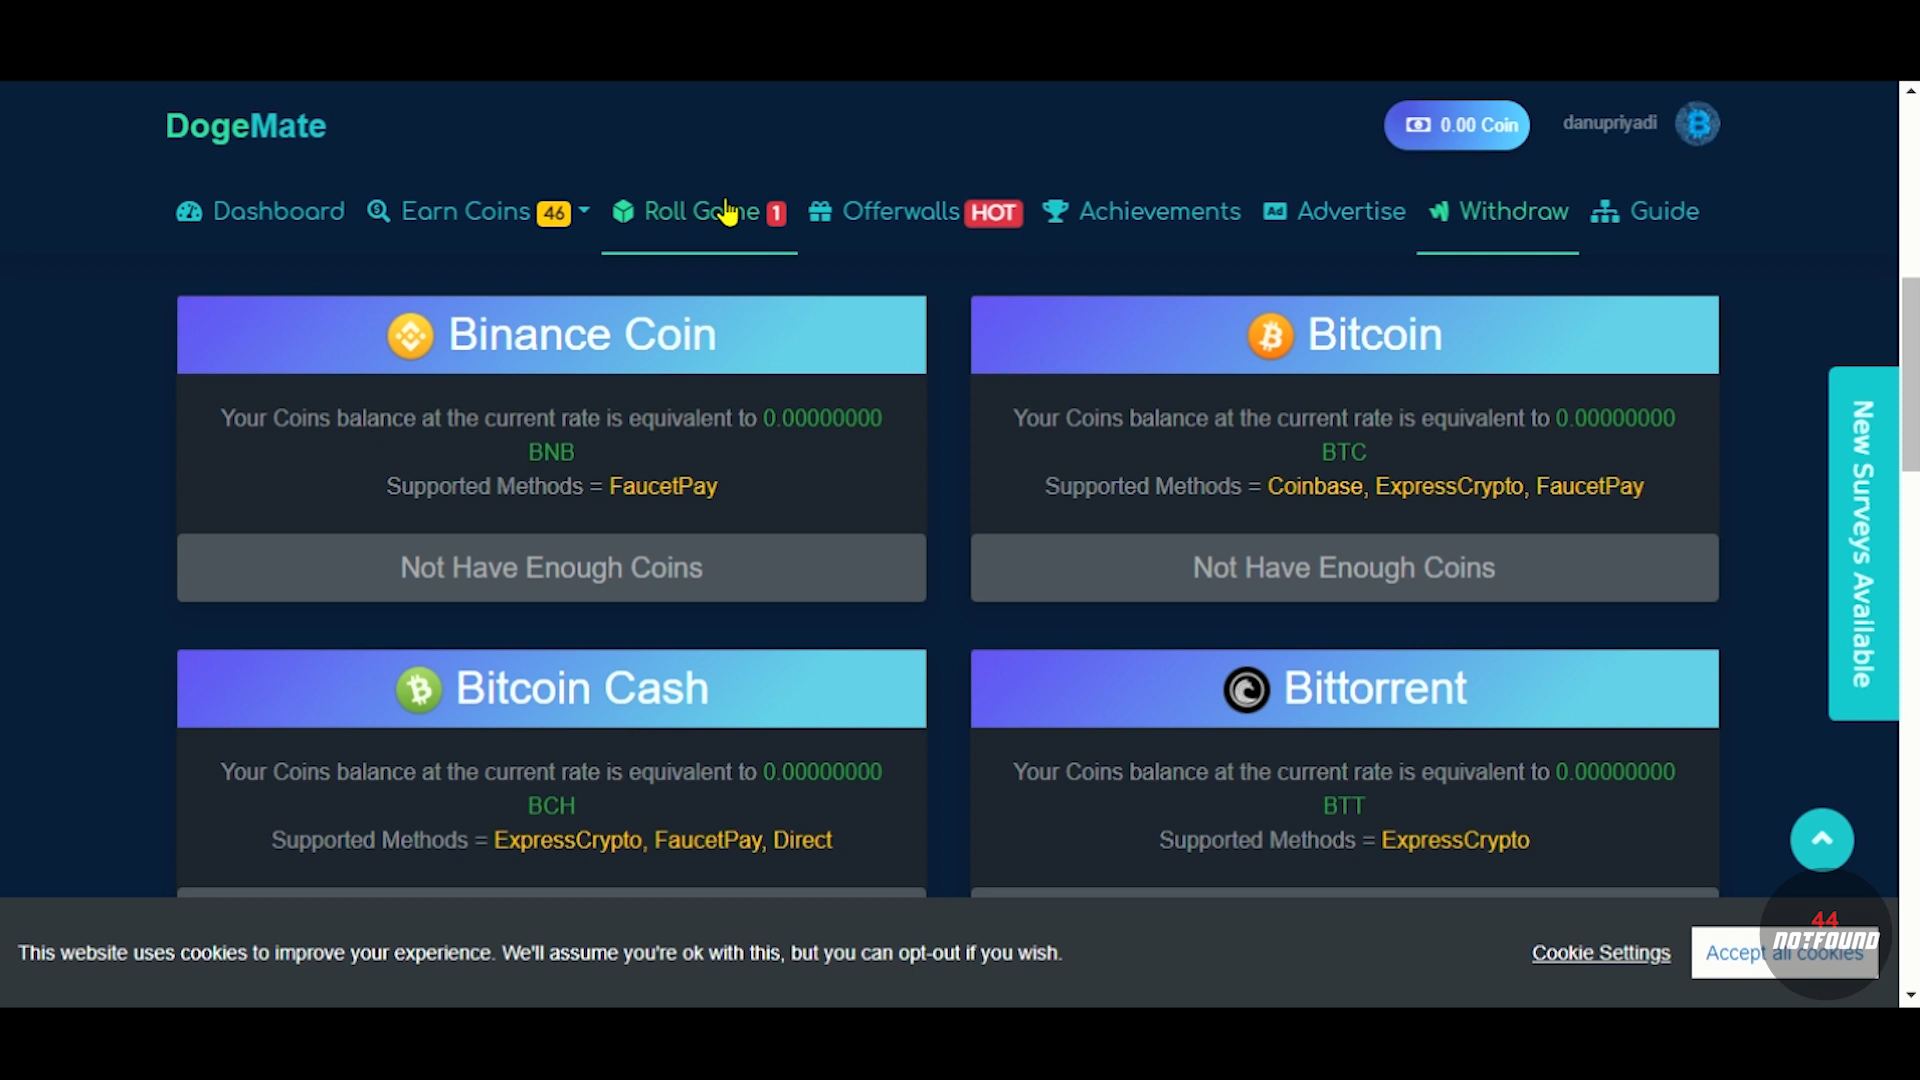 DogeMate
0.00 Coin
danupriyadi
Dashboard Earn Coins 46 Roll Game 1 Offerwalls HOT Achievements Advertise Withdraw Guide
Binance Coin
Your Coins balance at the current rate is equivalent to 0.00000000
BNB
Supported Methods = FaucetPay
Not Have Enough Coins
Bitcoin
Your Coins balance at the current rate is equivalent to 0.00000000
BTC
Supported Methods = Coinbase, ExpressCrypto, FaucetPay
Not Have Enough Coins
Bitcoin Cash
Your Coins balance at the current rate is equivalent to 0.00000000
BCH
Supported Methods = ExpressCrypto, FaucetPay, Direct
Bittorrent
Your Coins balance at the current rate is equivalent to 0.00000000
BTT
Supported Methods = ExpressCrypto
New Surveys Available
This website uses cookies to improve your experience. We'll assume you're ok with this, but you can opt-out if you wish.
Cookie Settings
Accept all cookies
44
NOTFOUND